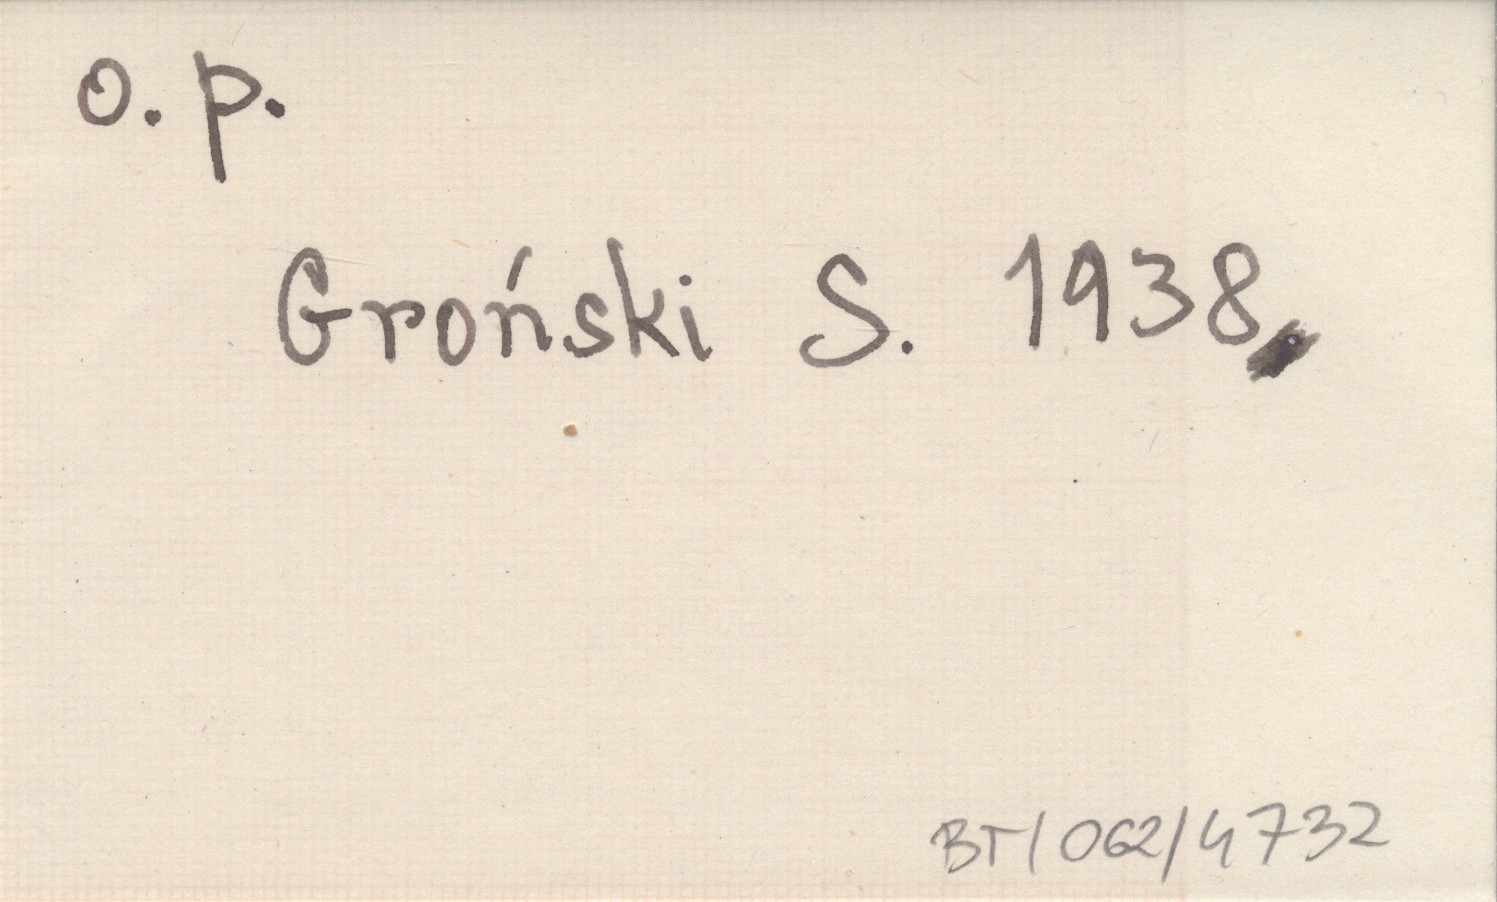 o. p.
Groński S. 1938
BT/062/4732